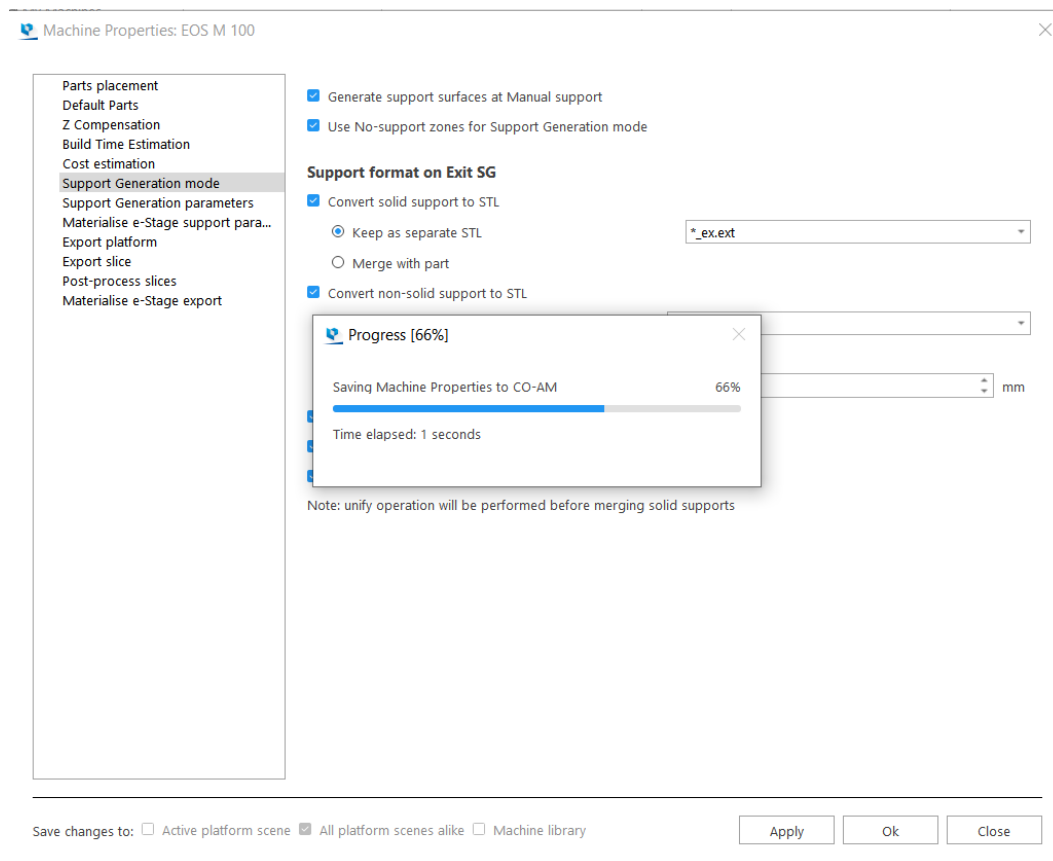 Machine Properties: EOS M 100
Parts placement
Default Parts
Z Compensation
Build Time Estimation
Cost estimation
Support Generation mode
Support Generation parameters
Materialise e-Stage support para...
Export platform
Export slice
Post-process slices
Materialise e-Stage export
Generate support surfaces at Manual support
Use No-support zones for Support Generation mode
Support format on Exit SG
Convert solid support to STL
Keep as separate STL *_ex.ext
Merge with part
Convert non-solid support to STL
Progress [66%]
Saving Machine Properties to CO-AM 66%
Time elapsed: 1 seconds
mm
Note: unify operation will be performed before merging solid supports
Save changes to: Active platform scene All platform scenes alike Machine library
Apply Ok Close